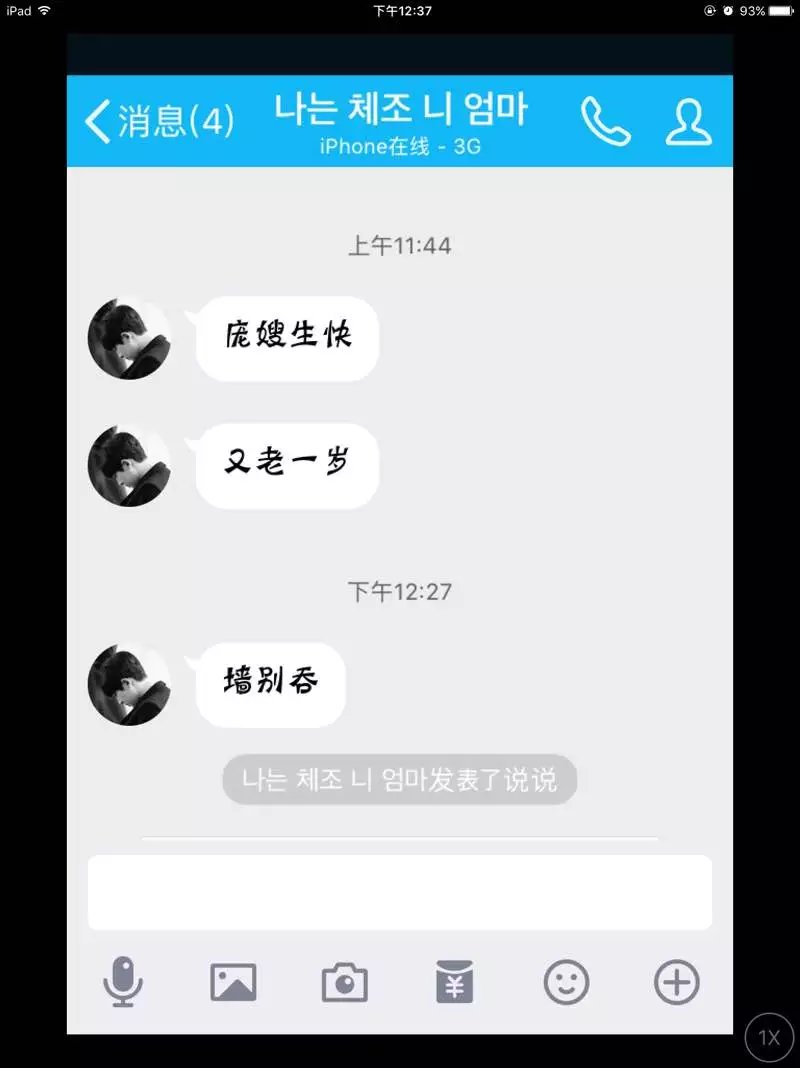 iPad 下午12:37 93%
消息(4) 나는 체조 니 엄마
iPhone在线 - 3G
上午11:44
庞嫂生快
又老一岁
下午12:27
墙别吞
나는 체조 니 엄마发表了说说
¥
1X